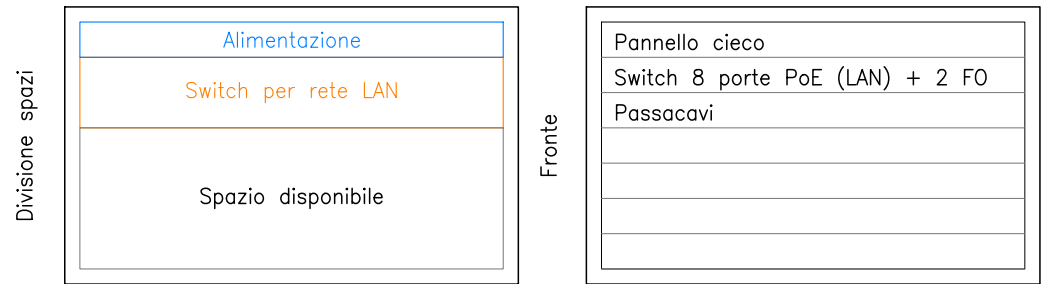 Divisione spazi
Alimentazione
Switch per rete LAN
Spazio disponibile
Fronte
Pannello cieco
Switch 8 porte PoE (LAN) + 2 FO
Passacavi